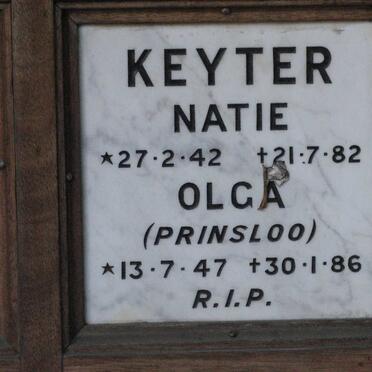 KEYTER
NATIE
*27·2·42 †21·7·82
OLGA
(PRINSLOO)
*13·7·47 †30·1·86
R.I.P.